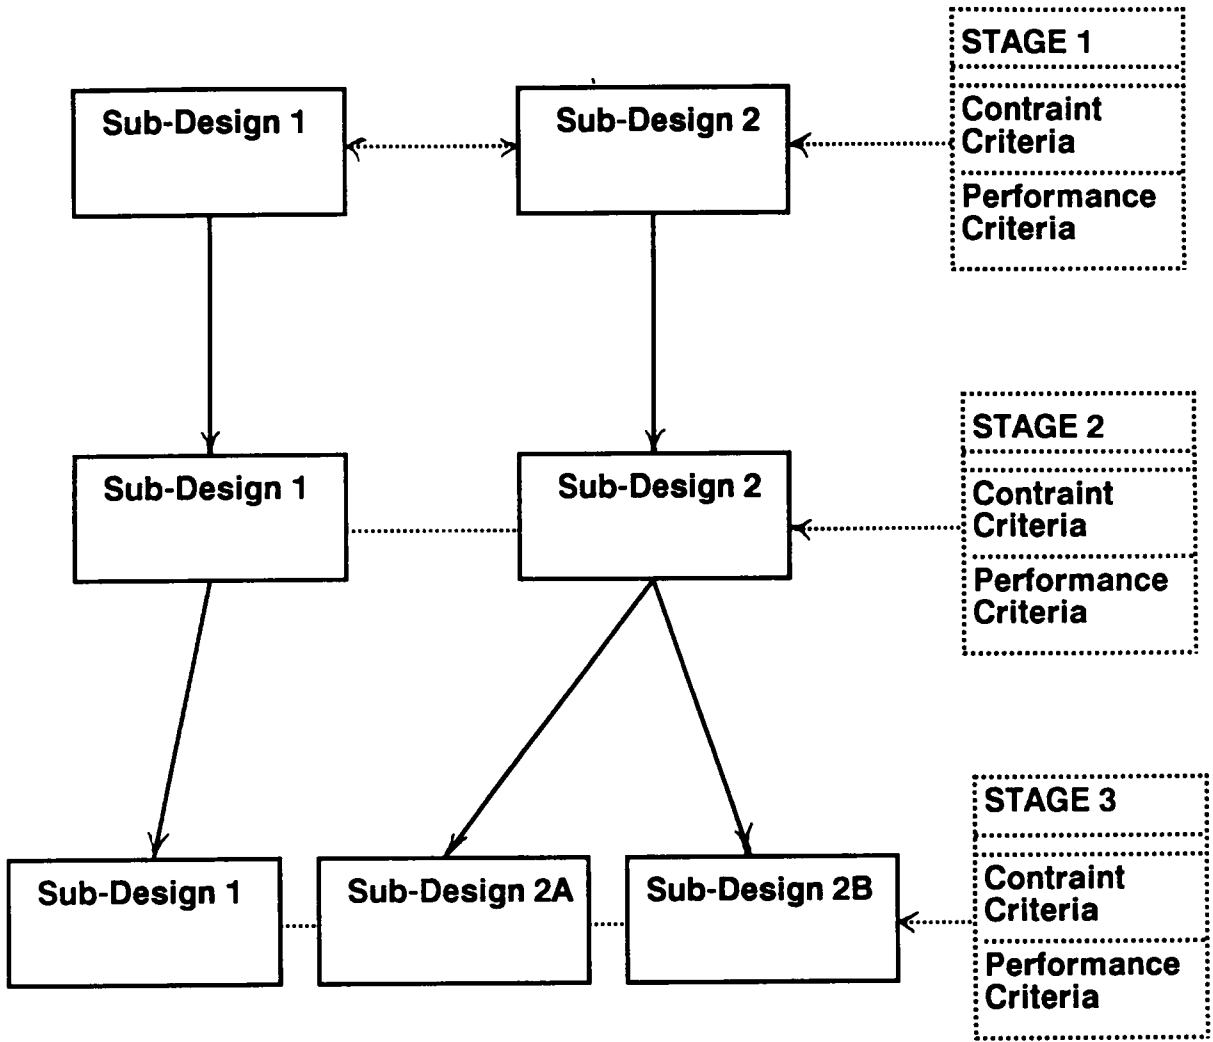 Sub-Design 1
Sub-Design 2
STAGE 1
Contraint
Criteria
Performance
Criteria
Sub-Design 1
Sub-Design 2
STAGE 2
Contraint
Criteria
Performance
Criteria
Sub-Design 1
Sub-Design 2A
Sub-Design 2B
STAGE 3
Contraint
Criteria
Performance
Criteria